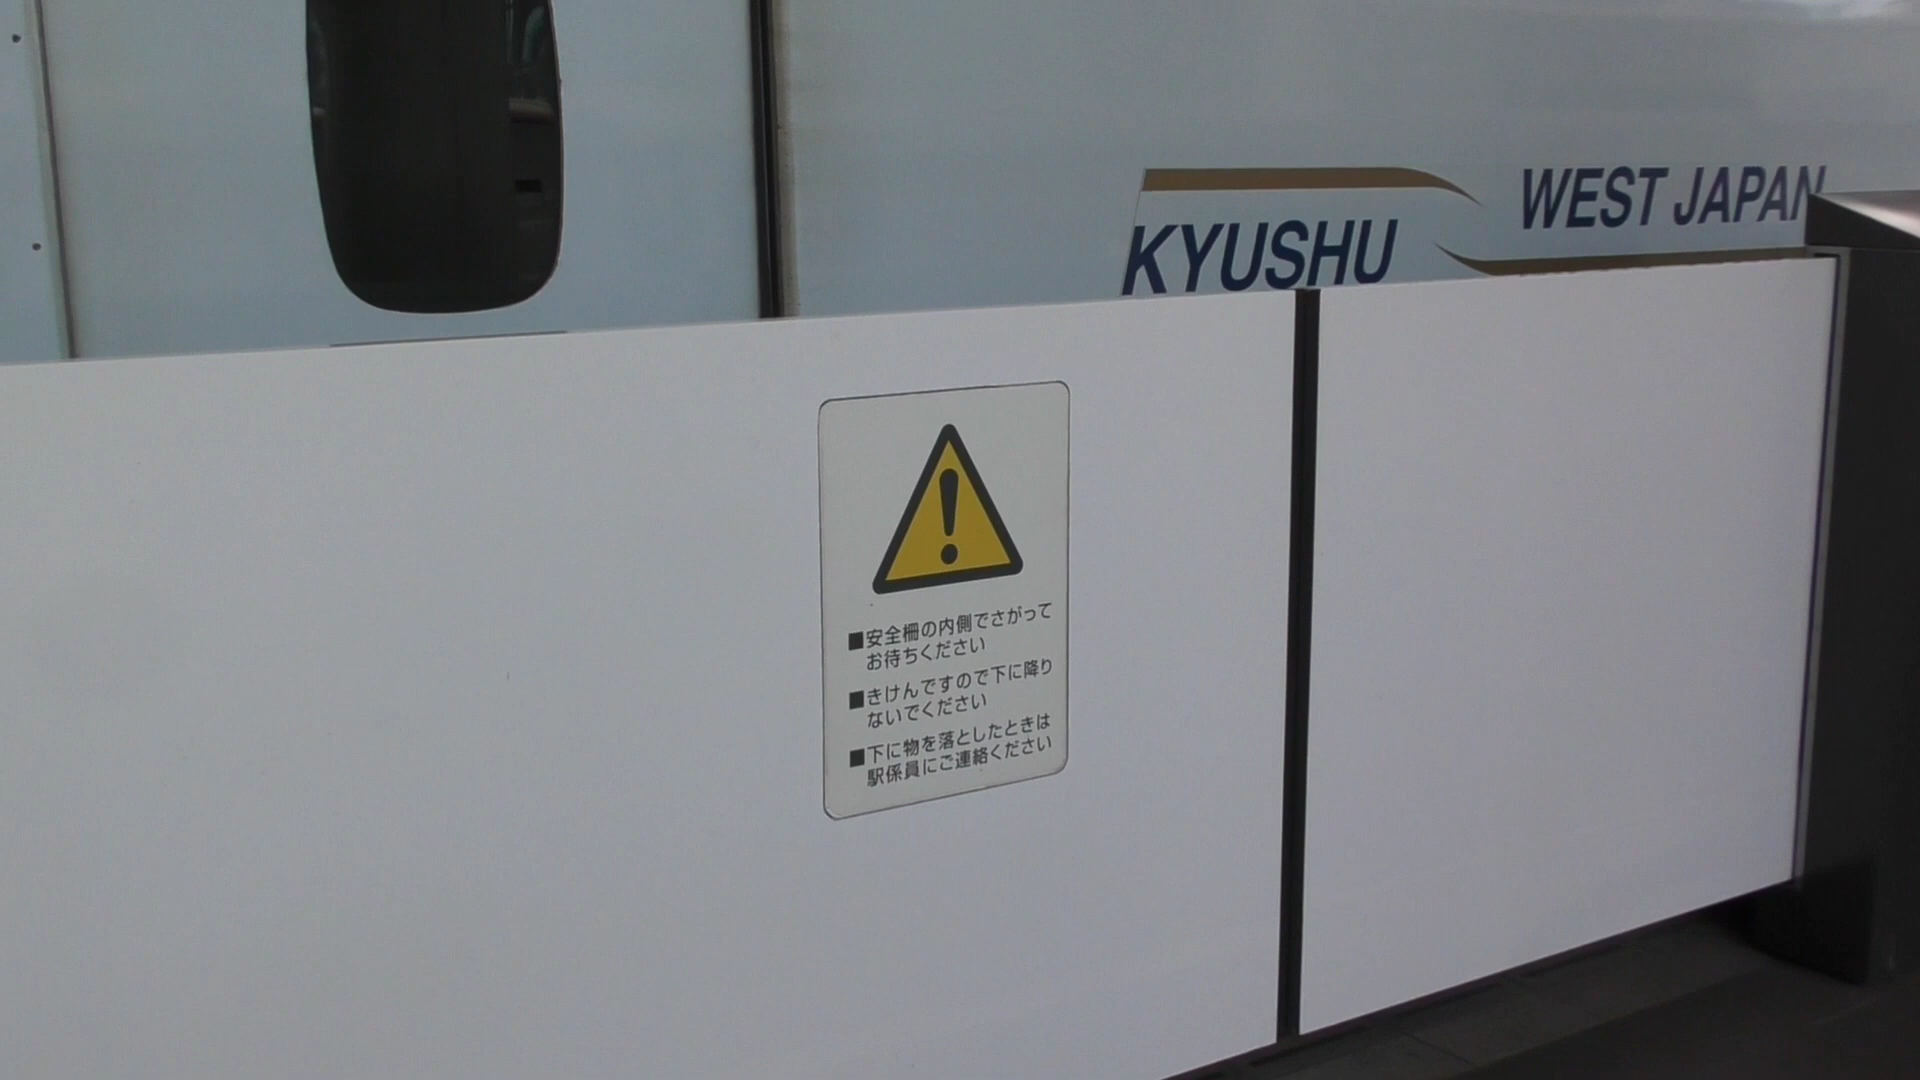 WEST JAPAN
KYUSHU
■安全柵の内側でさがって
お待ちください
■きけんですので下に降り
ないでください
■下に物を落としたときは
駅係員にご連絡ください